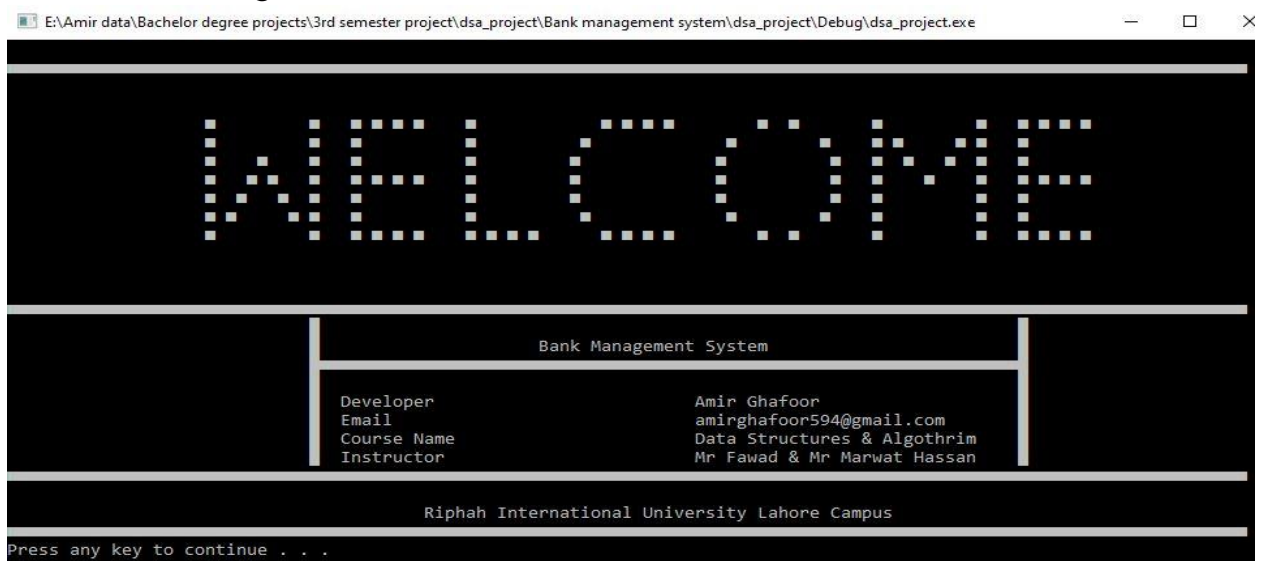 E:\Amir data\Bachelor degree projects\3rd semester project\dsa_project\Bank management system\dsa_project\Debug\dsa_project.exe
WELCOME
Bank Management System
Developer Amir Ghafoor
Email amirghafoor594@gmail.com
Course Name Data Structures & Algothrim
Instructor Mr Fawad & Mr Marwat Hassan
Riphah International University Lahore Campus
Press any key to continue . . .